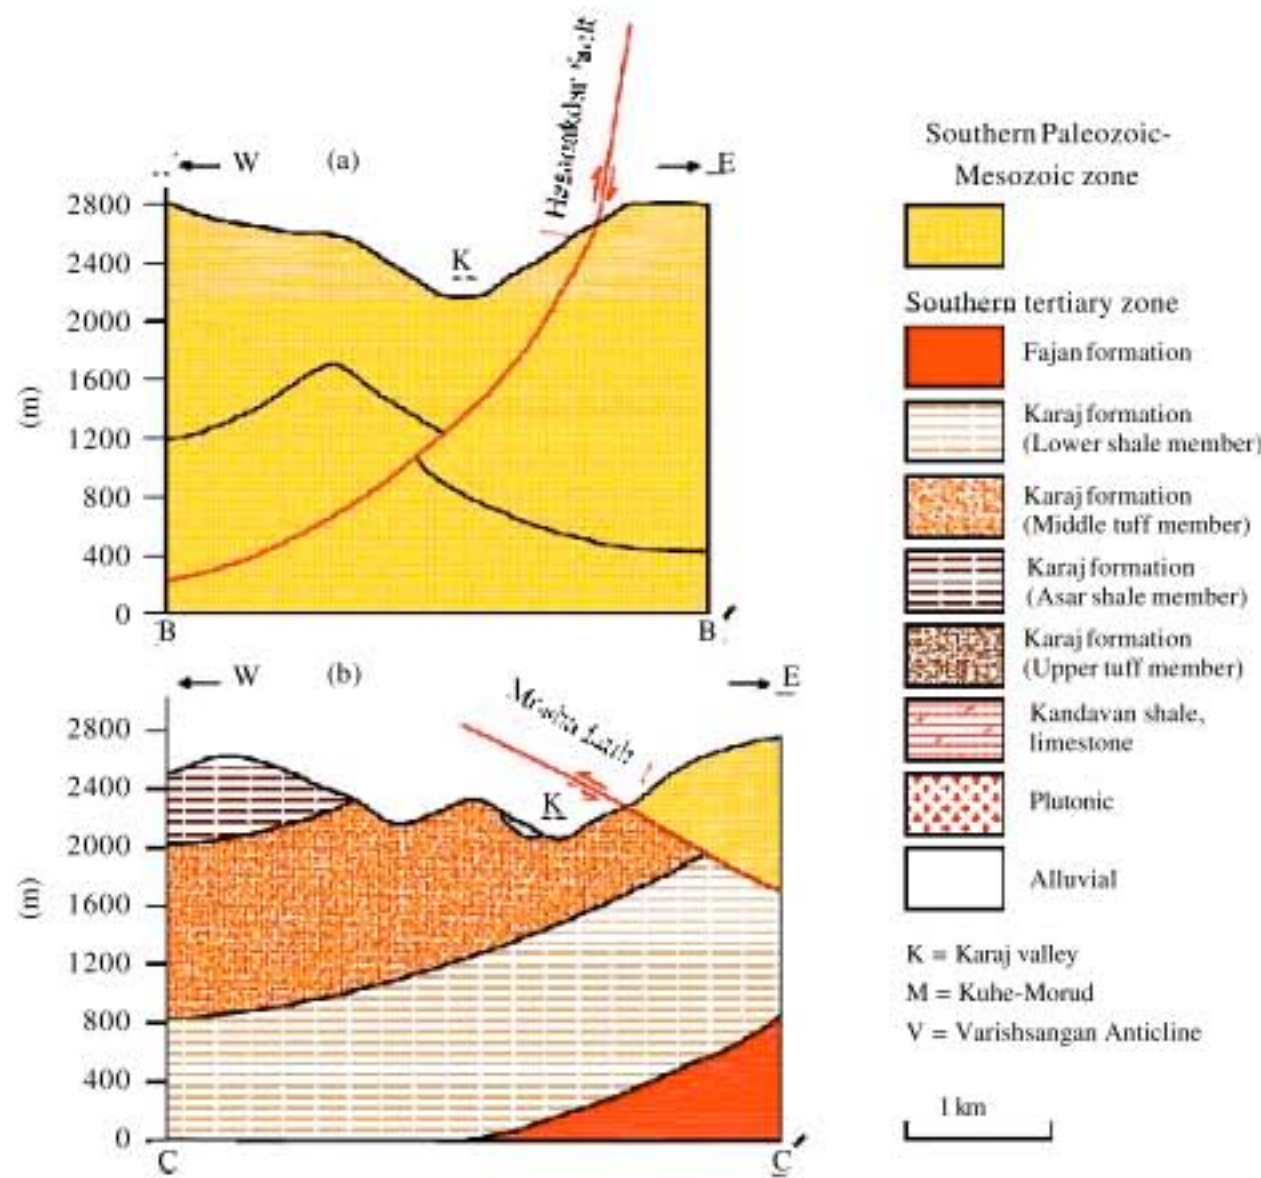 W (a) E
2800
2400
2000
1600
1200
800
400
0
(m)
K
B B
W (b) E
2800
2400
2000
1600
1200
800
400
0
(m)
K
C C
Southern Paleozoic-
Mesozoic zone
Southern tertiary zone
Fajan formation
Karaj formation
(Lower shale member)
Karaj formation
(Middle tuff member)
Karaj formation
(Asar shale member)
Karaj formation
(Upper tuff member)
Kandavan shale,
limestone
Plutonic
Alluvial
K = Karaj valley
M = Kuhe-Morud
V = Varishsangan Anticline
1 km